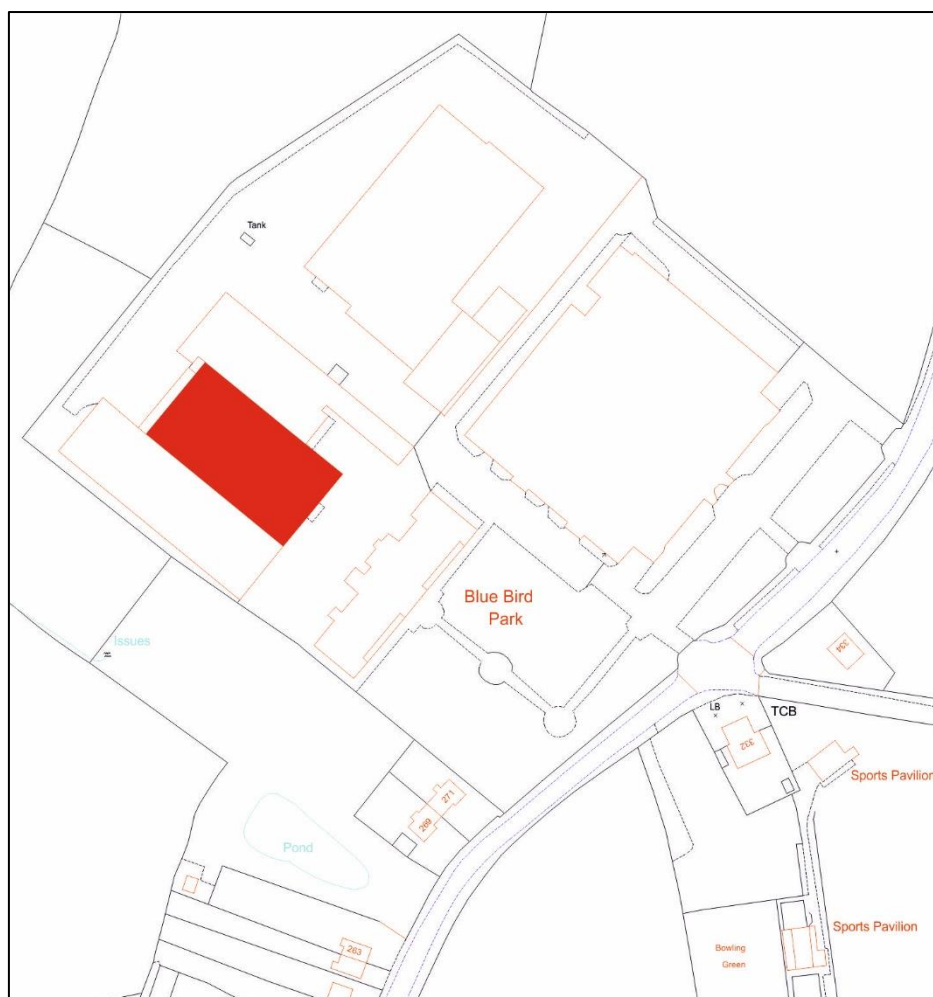 Tank
Blue Bird
Park
Issues
334
LB
TCB
332
Sports Pavilion
271
269
Pond
263
Sports Pavilion
Bowling
Green